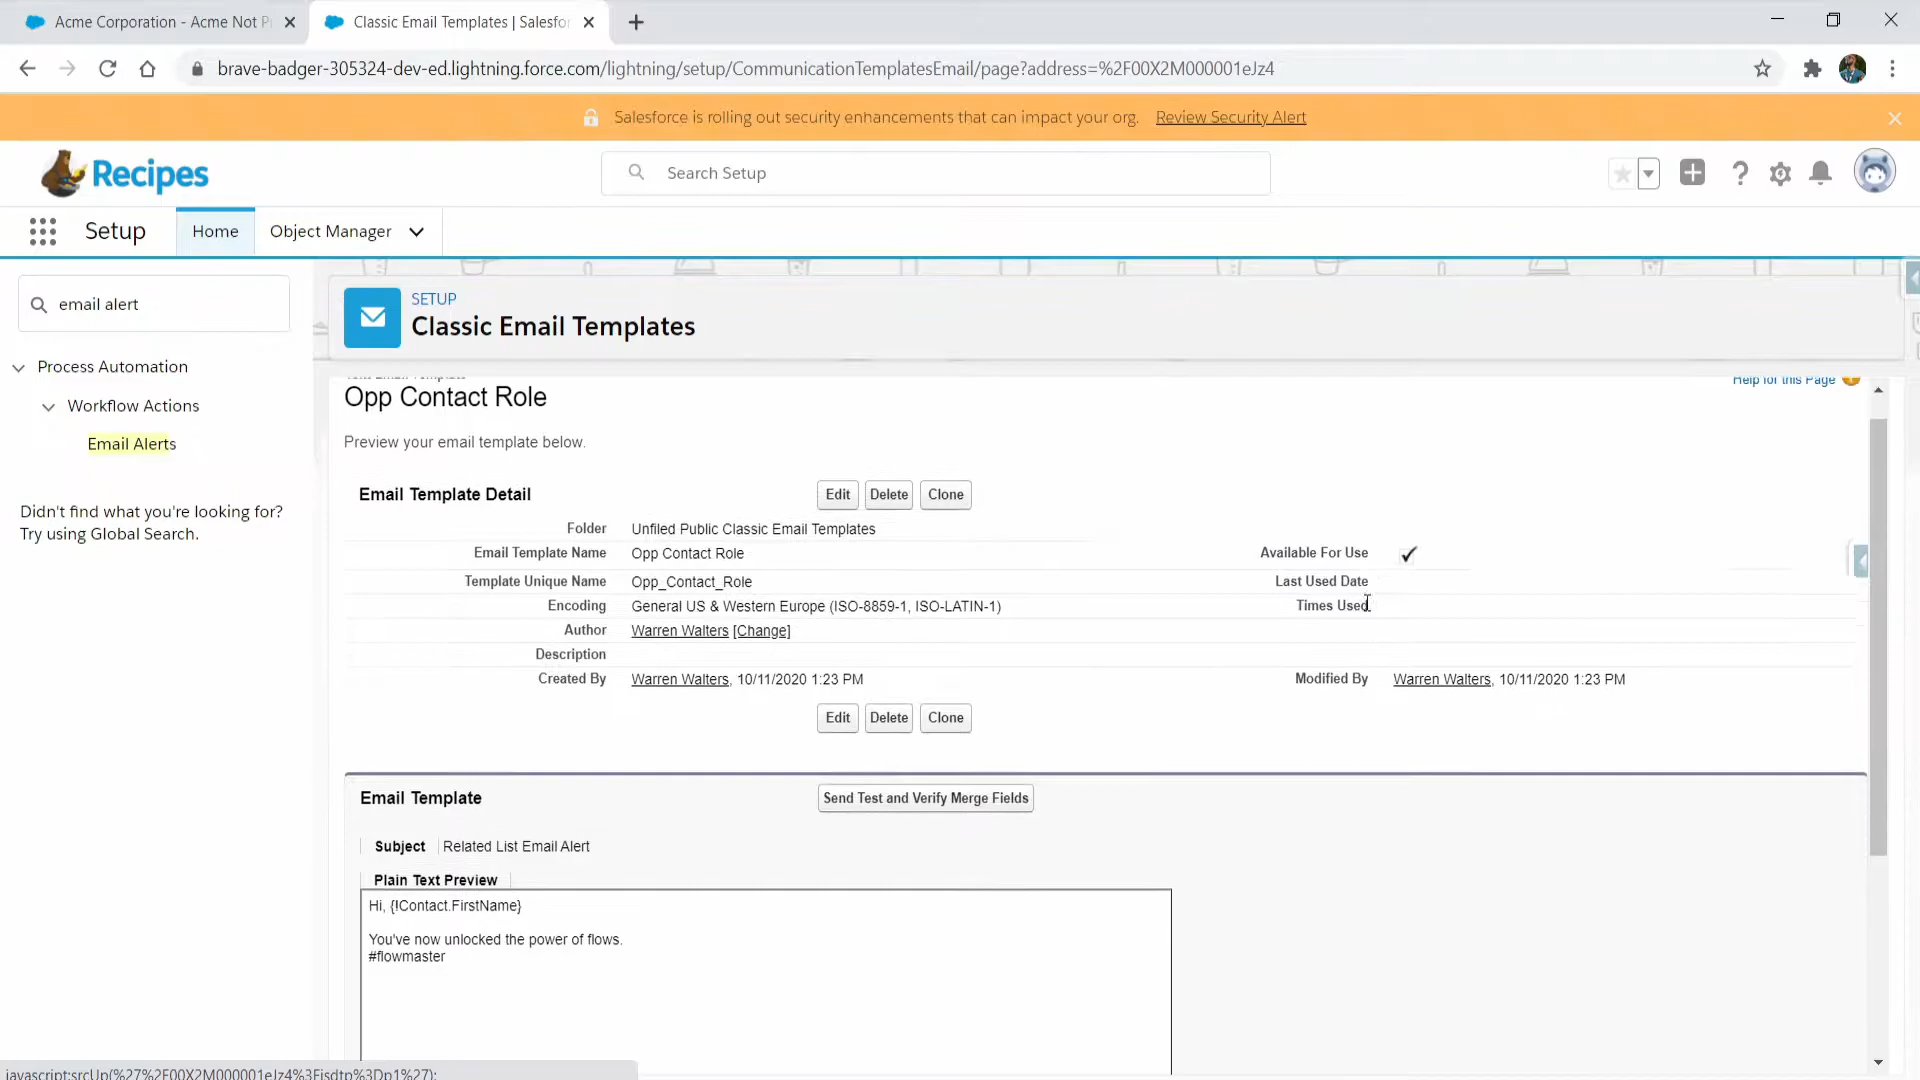 Acme Corporation - Acme Not P
Classic Email Templates | Salesfor
brave-badger-305324-dev-ed.lightning.force.com/lightning/setup/CommunicationTemplatesEmail/page?address=%2F00X2M000001eJz4
Salesforce is rolling out security enhancements that can impact your org. Review Security Alert
Recipes
Search Setup
Setup
Home
Object Manager
email alert
Process Automation
Workflow Actions
Email Alerts
Didn't find what you're looking for?
Try using Global Search.
SETUP
Classic Email Templates
Help for this Page
Opp Contact Role
Preview your email template below.
Email Template Detail
Edit Delete Clone
Folder Unfiled Public Classic Email Templates
Email Template Name Opp Contact Role Available For Use
Template Unique Name Opp_Contact_Role Last Used Date
Encoding General US & Western Europe (ISO-8859-1, ISO-LATIN-1) Times Used
Author Warren Walters [Change]
Description
Created By Warren Walters, 10/11/2020 1:23 PM Modified By Warren Walters, 10/11/2020 1:23 PM
Edit Delete Clone
Email Template Send Test and Verify Merge Fields
Subject Related List Email Alert
Plain Text Preview
Hi, {!Contact.FirstName}
You've now unlocked the power of flows.
#flowmaster
javascript:srcUp(%27%2F00X2M000001eJz4%3Fisdtp%3Dp1%27);